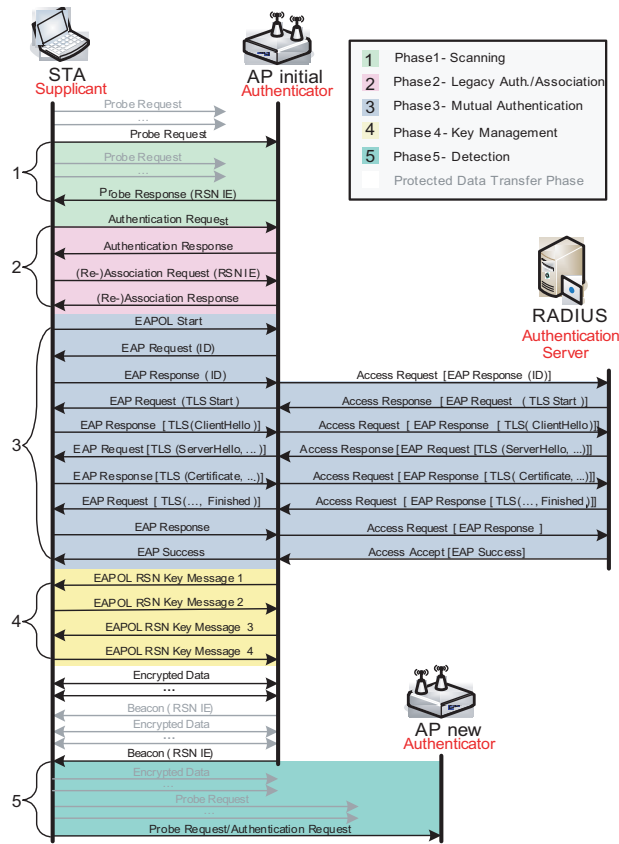 STA
Supplicant
AP initial
Authenticator
1 Phase1- Scanning
2 Phase2- Legacy Auth./Association
3 Phase3- Mutual Authentication
4 Phase 4- Key Management
5 Phase5- Detection
Protected Data Transfer Phase
Probe Request
...
Probe Request
1
Probe Request
...
Probe Response (RSN IE)
Authentication Request
2
Authentication Response
(Re-)Association Request (RSN IE)
(Re-)Association Response
RADIUS
Authentication
Server
3
EAPOL Start
EAP Request (ID)
EAP Response (ID) Access Request [EAP Response (ID)]
EAP Request (TLS Start) Access Response [EAP Request (TLS Start)]
EAP Response [TLS(ClientHello)] Access Request [EAP Response [TLS(ClientHello)]]
EAP Request [TLS (ServerHello, ...)] Access Response [EAP Request [TLS (ServerHello, ...)]]
EAP Response [TLS (Certificate, ...)] Access Request [EAP Response [TLS( Certificate, ...)]]
EAP Request [TLS(..., Finished)] Access Request [EAP Response [TLS(..., Finished)]]
EAP Response Access Request [EAP Response ]
EAP Success Access Accept [EAP Success]
4
EAPOL RSN Key Message 1
EAPOL RSN Key Message 2
EAPOL RSN Key Message 3
EAPOL RSN Key Message 4
Encrypted Data
...
Beacon (RSN IE)
Encrypted Data
...
Beacon (RSN IE)
AP new
Authenticator
5
Encrypted Data
...
Probe Request
...
Probe Request/Authentication Request